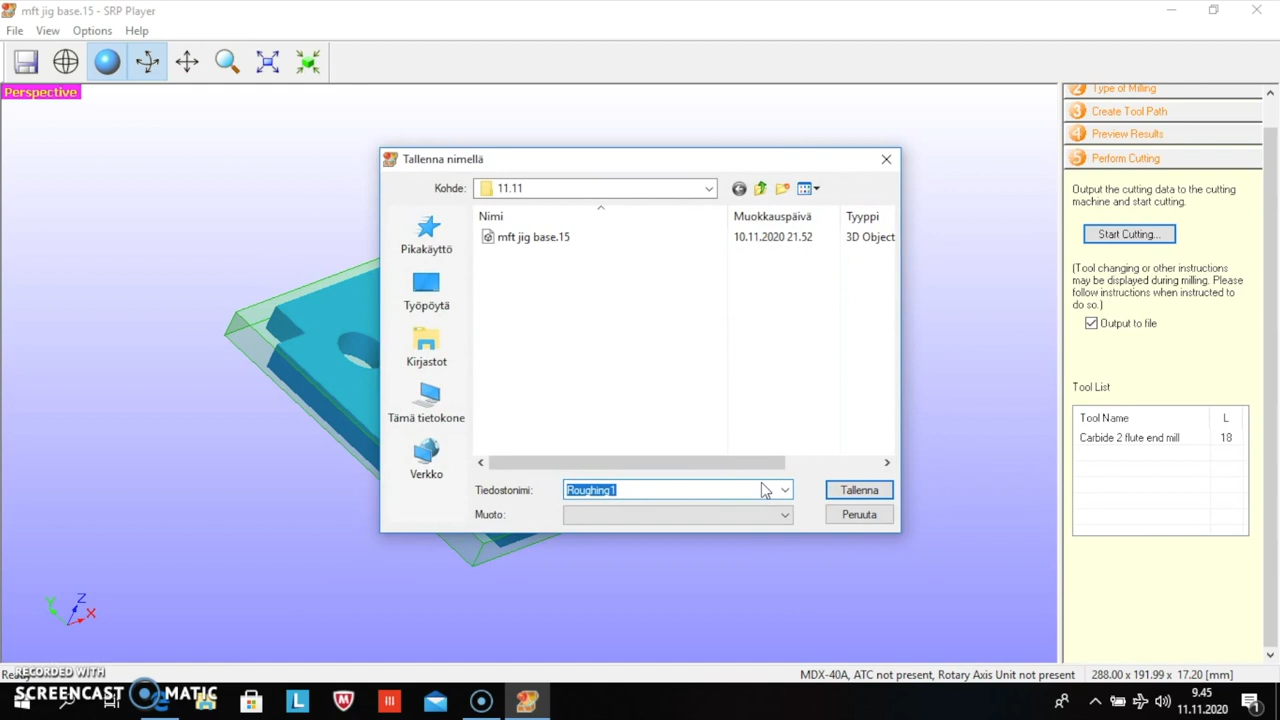 mft jig base.15 - SRP Player
File View Options Help
Perspective
Tallenna nimellä
Kohde: 11.11
Nimi Muokkauspäivä Tyyppi
mft jig base.15 10.11.2020 21.52 3D Object
Pikakäyttö
Työpöytä
Kirjastot
Tämä tietokone
Verkko
Tiedostonimi: Roughing1 Tallenna
Muoto: Peruuta
2 Type of Milling
3 Create Tool Path
4 Preview Results
5 Perform Cutting
Output the cutting data to the cutting
machine and start cutting.
Start Cutting...
(Tool changing or other instructions
may be displayed during milling. Please
follow instructions when instructed to
do so.)
Output to file
Tool List
Tool Name L
Carbide 2 flute end mill 18
Z
Y
X
MDX-40A, ATC not present, Rotary Axis Unit not present 288.00 x 191.99 x 17.20 [mm]
RECORDED WITH
SCREENCAST MATIC
L
9.45
11.11.2020
1